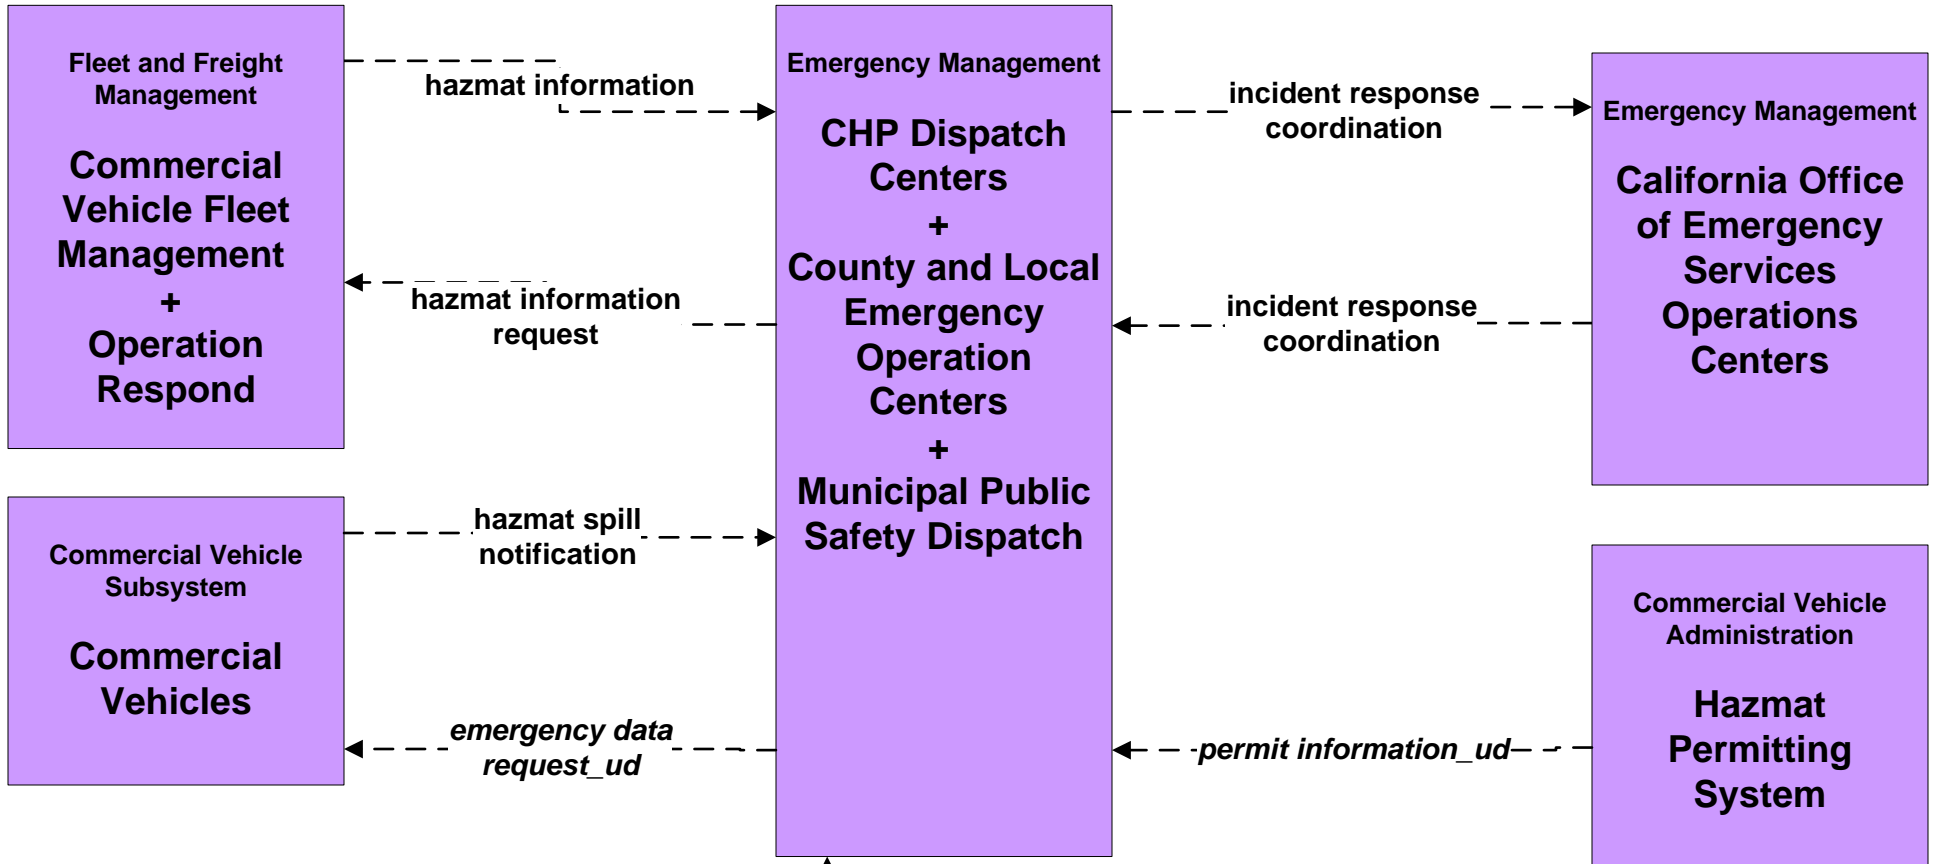 Fleet and Freight
Management
Commercial
Vehicle Fleet
Management
+
Operation
Respond
hazmat information
hazmat information
request
Commercial Vehicle
Subsystem
Commercial
Vehicles
hazmat spill
notification
emergency data
request_ud
Emergency Management
CHP Dispatch
Centers
+
County and Local
Emergency
Operation
Centers
+
Municipal Public
Safety Dispatch
incident response
coordination
incident response
coordination
permit information_ud
Emergency Management
California Office
of Emergency
Services
Operations
Centers
Commercial Vehicle
Administration
Hazmat
Permitting
System